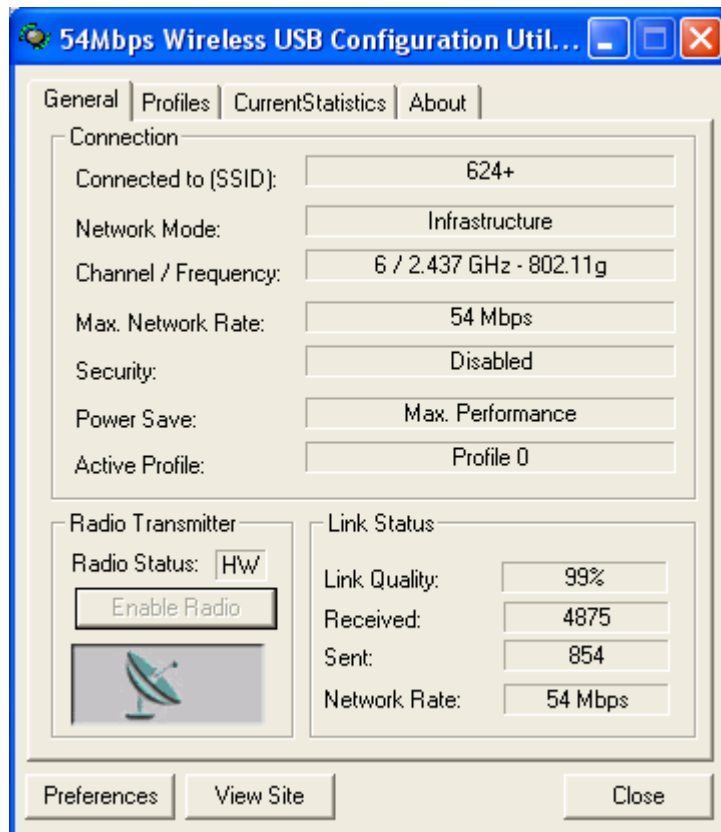 54Mbps Wireless USB Configuration Util...
General Profiles CurrentStatistics About
Connection
Connected to (SSID): 624+
Network Mode: Infrastructure
Channel / Frequency: 6 / 2.437 GHz - 802.11g
Max. Network Rate: 54 Mbps
Security: Disabled
Power Save: Max. Performance
Active Profile: Profile 0
Radio Transmitter
Radio Status: HW
Enable Radio
Link Status
Link Quality: 99%
Received: 4875
Sent: 854
Network Rate: 54 Mbps
Preferences View Site Close